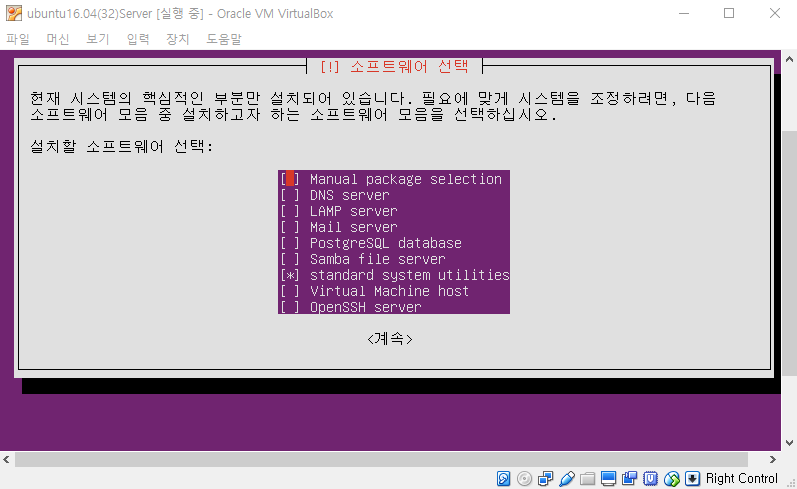 ubuntu16.04(32)Server [실행 중] - Oracle VM VirtualBox
파일 머신 보기 입력 장치 도움말
[!] 소프트웨어 선택
현재 시스템의 핵심적인 부분만 설치되어 있습니다. 필요에 맞게 시스템을 조정하려면, 다음
소프트웨어 모음 중 설치하고자 하는 소프트웨어 모음을 선택하십시오.
설치할 소프트웨어 선택:
[ ] Manual package selection
[ ] DNS server
[ ] LAMP server
[ ] Mail server
[ ] PostgreSQL database
[ ] Samba file server
[*] standard system utilities
[ ] Virtual Machine host
[ ] OpenSSH server
<계속>
Right Control